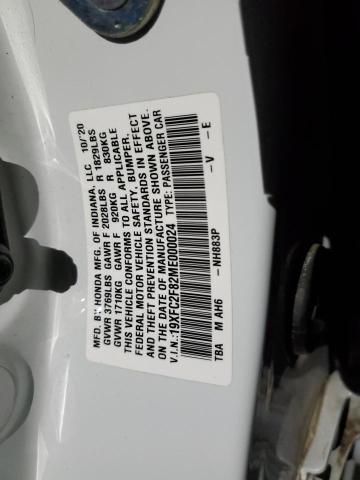 MFD. BY HONDA MFG. OF INDIANA, LLC 10/20
GVWR 3769LBS GAWR F 2028LBS R 1829LBS
GVWR 1710KG GAWR F 920KG R 830KG
THIS VEHICLE CONFORMS TO ALL APPLICABLE
FEDERAL MOTOR VEHICLE SAFETY, BUMPER,
AND THEFT PREVENTION STANDARDS IN EFFECT
ON THE DATE OF MANUFACTURE SHOWN ABOVE.
V.I.N.:19XFC2F82ME000024 TYPE: PASSENGER CAR
TBA M AH6 -NH883P -V -E